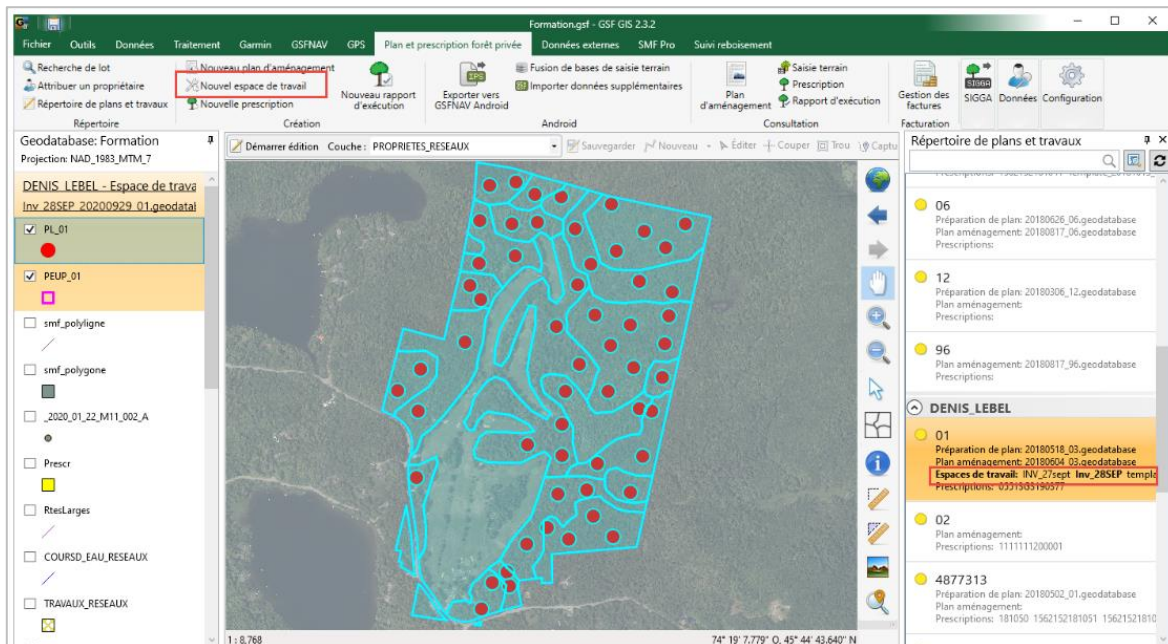 Formation.gsf - GSF GIS 2.3.2
Fichier Outils Données Traitement Garmin GSFNAV GPS Plan et prescription forêt privée Données externes SMF Pro Suivi reboisement
Recherche de lot
Attribuer un propriétaire
Répertoire de plans et travaux
Répertoire
Nouveau plan d'aménagement
Nouvel espace de travail
Nouvelle prescription
Nouveau rapport d'exécution
Création
Exporter vers GSFNAV Android
Fusion de bases de saisie terrain
Importer données supplémentaires
Android
Plan d'aménagement
Saisie terrain
Prescription
Rapport d'exécution
Consultation
Gestion des factures
Facturation
SIGGA
SIGGA
Données
Configuration
Geodatabase: Formation
Projection: NAD_1983_MTM_7
DENIS_LEBEL - Espace de trava
Inv_28SEP_20200929_01.geodatal
PL_01
PEUP_01
smf_polyligne
smf_polygone
_2020_01_22_M11_002_A
Prescr
RtesLarges
COURSD_EAU_RESEAUX
TRAVAUX_RESEAUX
Démarrer édition Couche : PROPRIETES_RESEAUX Sauvegarder Nouveau Éditer Couper Trou Captu
1 : 8.768
74° 19' 7.779" O, 45° 44' 43.640" N
Répertoire de plans et travaux
06
Préparation de plan: 20180626_06.geodatabase
Plan aménagement: 20180817_06.geodatabase
Prescriptions:
12
Préparation de plan: 20180306_12.geodatabase
Plan aménagement:
Prescriptions:
96
Préparation de plan: 20180817_96.geodatabase
Plan aménagement:
Prescriptions:
DENIS_LEBEL
01
Préparation de plan: 20180518_03.geodatabase
Plan aménagement: 20180604_03.geodatabase
Espaces de travail: INV_27sept Inv_28SEP templa
Prescriptions: 0351303190377
02
Plan aménagement:
Prescriptions: 1111111200001
4877313
Préparation de plan: 20180502_01.geodatabase
Plan aménagement:
Prescriptions: 181050 1562152181051 15621521810